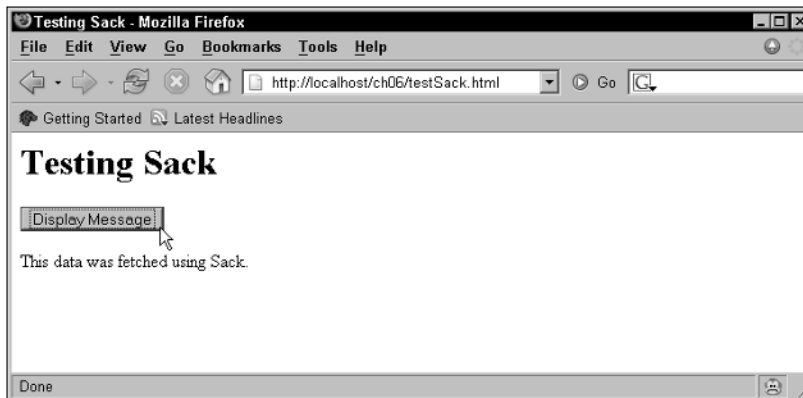 Testing Sack - Mozilla Firefox
File Edit View Go Bookmarks Tools Help
http://localhost/ch06/testSack.html Go G
Getting Started Latest Headlines
Testing Sack
Display Message
This data was fetched using Sack.
Done